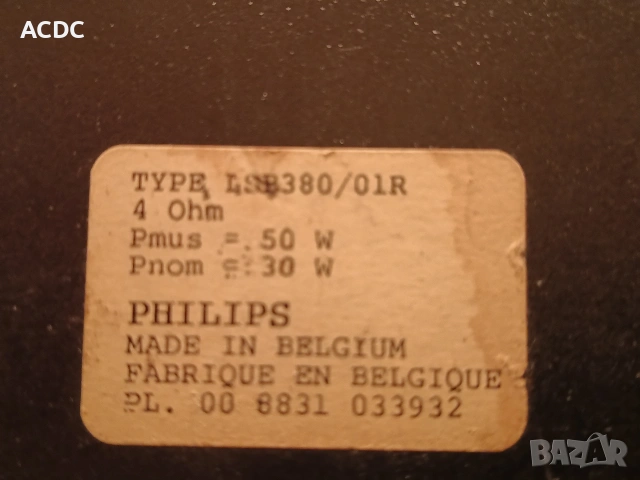 ACDC
TYPE LSB380/01R
4 Ohm
Pmus = 50 W
Pnom = 30 W
PHILIPS
MADE IN BELGIUM
FABRIQUE EN BELGIQUE
PL. 00 8831 033932
BAZAR